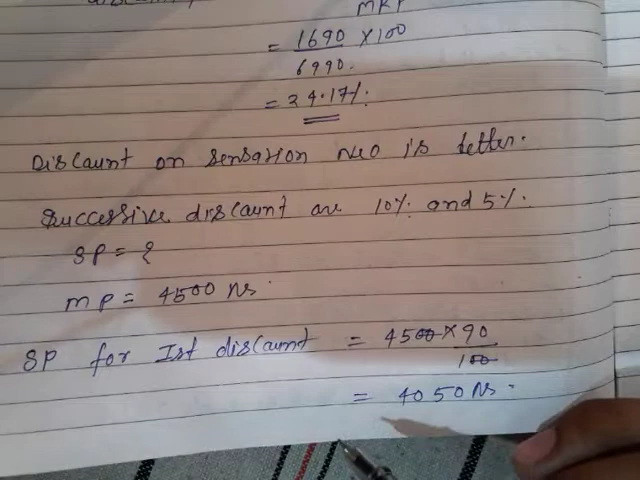 MRP
= 1690 × 100
6990.
= 24.17%.
Discount on Sensation Neo is better.
Successive discount are 10% and 5%.
SP = ?
MP = 4500 Rs.
SP for Ist discount = 4500 × 90
100
= 4050 Rs.